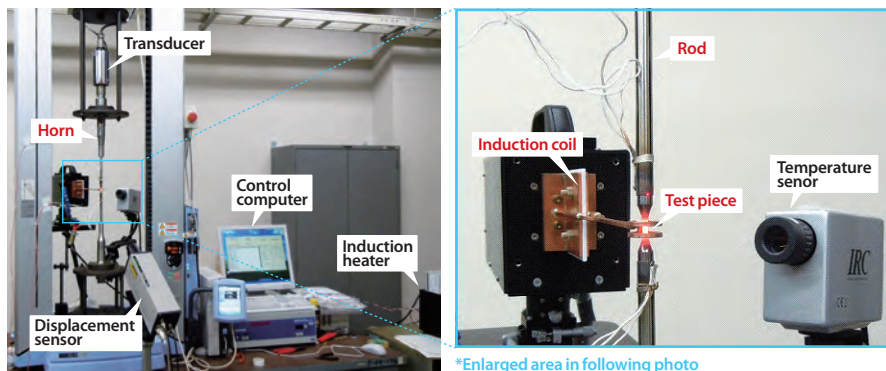 Transducer
Horn
Control
computer
Induction
heater
Displacement
sensor
Rod
Induction coil
Test piece
Temperature
senor
IRC
CE
*Enlarged area in following photo